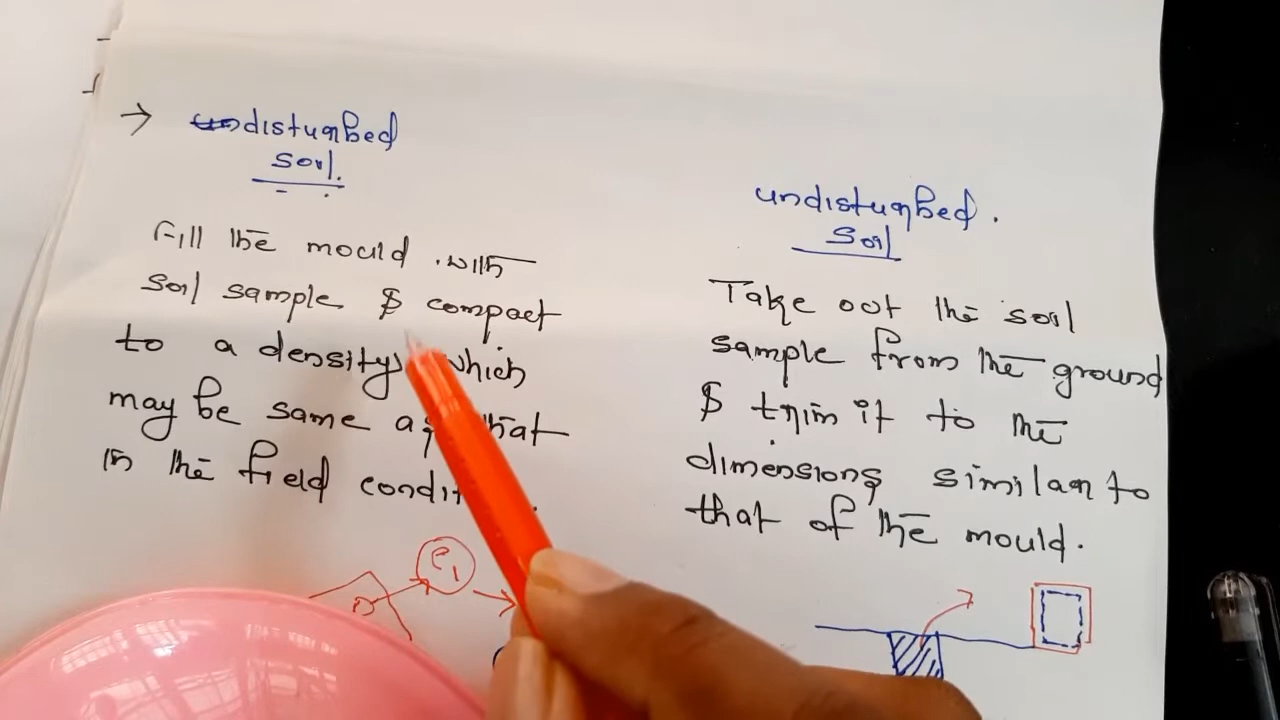 → disturbed
soil.
Fill the mould with
soil sample & compact
to a density which
may be same as that
in the field
undisturbed.
soil
Take out the soil
sample from the ground
& trim it to the
dimensions similar to
that of the mould.
e1